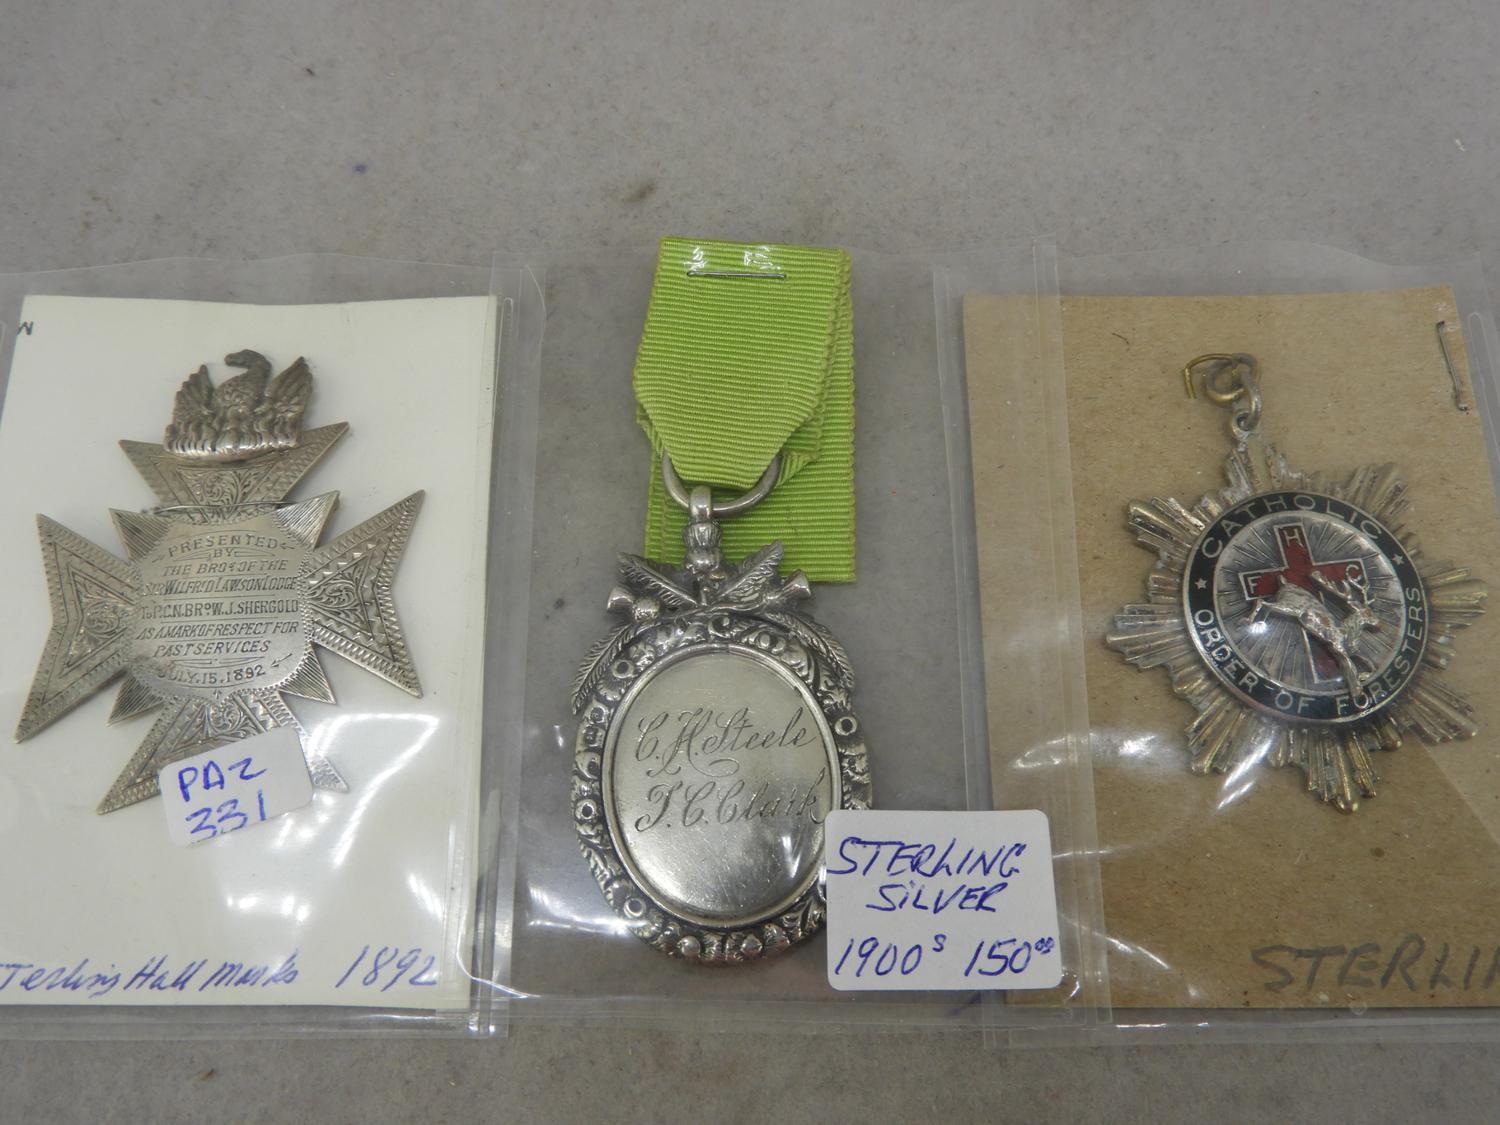 M
PRESENTED
BY
THE BROS OF THE
SIR WILFRID LAWSON LODGE
TO P.C.N. BRO W.J. SHERGOLD
AS A MARK OF RESPECT FOR
PAST SERVICES
JULY.15.1892
PAZ
331
Sterling Hall Marks 1892
C. H. Steele
T. C. Clark
STERLING
SILVER
1900s 150.00
CATHOLIC
ORDER-OF FORESTERS
H
F C
STERLIN